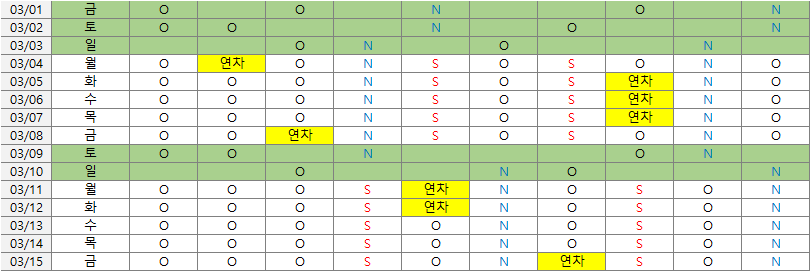 03/01 금 O O N O N
03/02 토 O O N O N
03/03 일 O N O N
03/04 월 O 연차 O N S O S O N O
03/05 화 O O O N S O S 연차 N O
03/06 수 O O O N S O S 연차 N O
03/07 목 O O O N S O S 연차 N O
03/08 금 O O 연차 N S O S O N O
03/09 토 O O N O N
03/10 일 O N O N
03/11 월 O O O S 연차 N O S O N
03/12 화 O O O S 연차 N O S O N
03/13 수 O O O S O N O S O N
03/14 목 O O O S O N O S O N
03/15 금 O O O S O N 연차 S O N